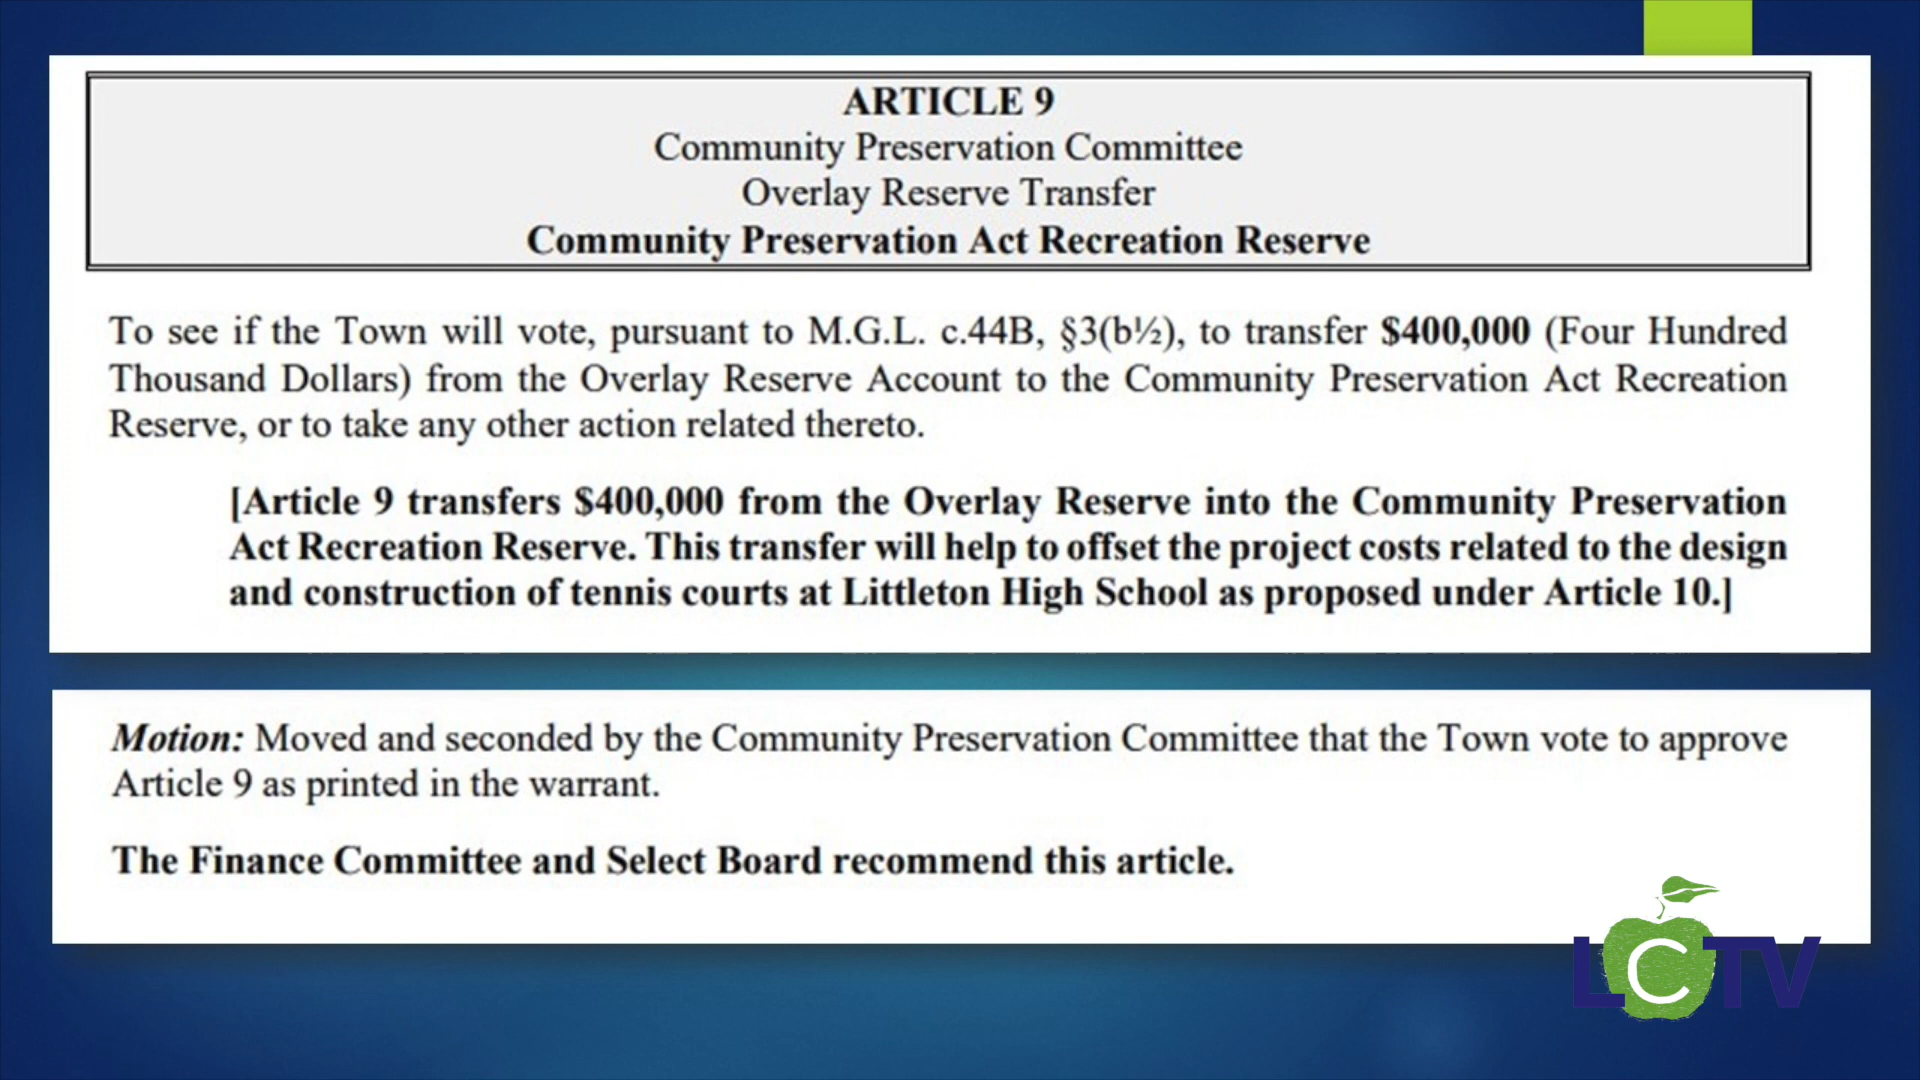 ARTICLE 9
Community Preservation Committee
Overlay Reserve Transfer
Community Preservation Act Recreation Reserve
To see if the Town will vote, pursuant to M.G.L. c.44B, §3(b½), to transfer $400,000 (Four Hundred
Thousand Dollars) from the Overlay Reserve Account to the Community Preservation Act Recreation
Reserve, or to take any other action related thereto.
[Article 9 transfers $400,000 from the Overlay Reserve into the Community Preservation
Act Recreation Reserve. This transfer will help to offset the project costs related to the design
and construction of tennis courts at Littleton High School as proposed under Article 10.]
Motion: Moved and seconded by the Community Preservation Committee that the Town vote to approve
Article 9 as printed in the warrant.
The Finance Committee and Select Board recommend this article.
LCTV